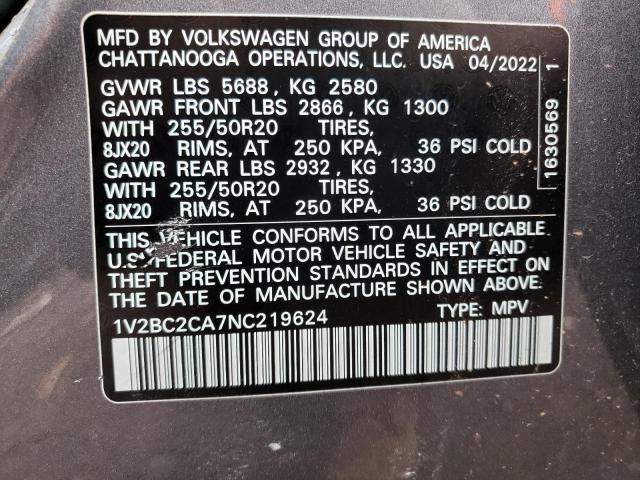 MFD BY VOLKSWAGEN GROUP OF AMERICA
CHATTANOOGA OPERATIONS, LLC. USA 04/2022
GVWR LBS 5688, KG 2580
GAWR FRONT LBS 2866, KG 1300
WITH 255/50R20 TIRES,
8JX20 RIMS, AT 250 KPA, 36 PSI COLD
GAWR REAR LBS 2932, KG 1330
WITH 255/50R20 TIRES,
8JX20 RIMS, AT 250 KPA, 36 PSI COLD
THIS VEHICLE CONFORMS TO ALL APPLICABLE
U.S. FEDERAL MOTOR VEHICLE SAFETY AND
THEFT PREVENTION STANDARDS IN EFFECT ON
THE DATE OF MANUFACTURE SHOWN ABOVE.
1V2BC2CA7NC219624 TYPE: MPV
1630569 1